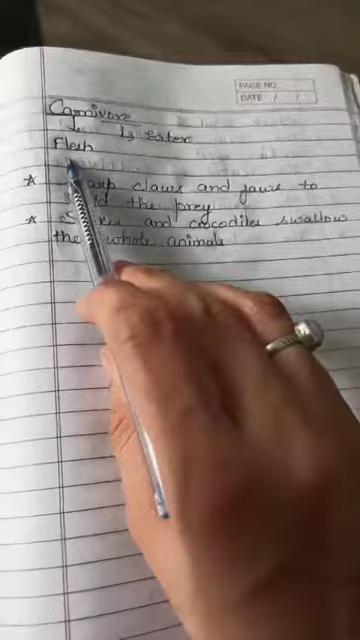 PAGE NO.
DATE / /
Carnivore
↓ ↳ Eater
Flesh
★ claws and jaws to
the prey
★ and crocodiles swallow
the whole animals